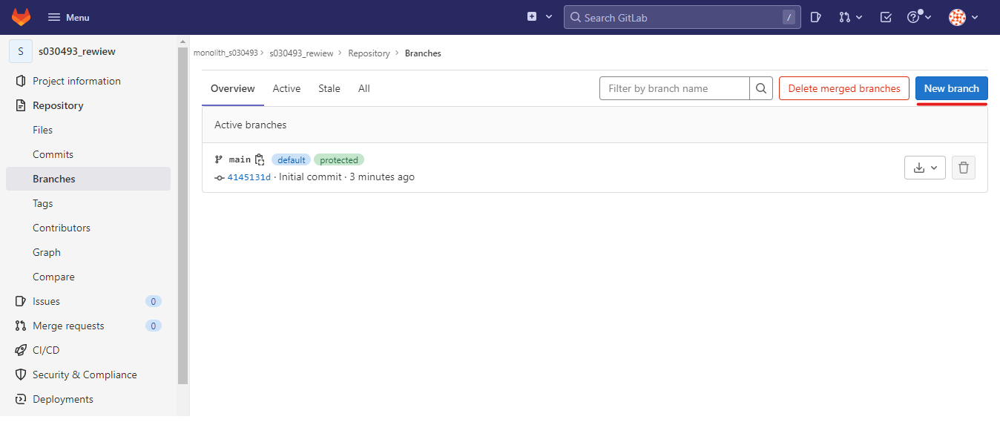 Menu
Search GitLab /
S s030493_rewiew
Project information
Repository
Files
Commits
Branches
Tags
Contributors
Graph
Compare
Issues 0
Merge requests 0
CI/CD
Security & Compliance
Deployments
monolith_s030493 › s030493_rewiew › Repository › Branches
Overview Active Stale All
Filter by branch name
Delete merged branches
New branch
Active branches
main default protected
4145131d · Initial commit · 3 minutes ago